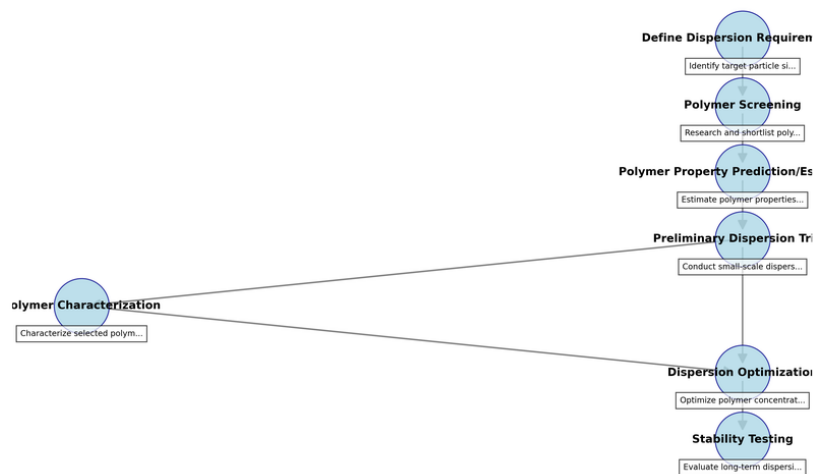 Define Dispersion Requirem
Identify target particle si...
Polymer Screening
Research and shortlist poly...
Polymer Property Prediction/Es
Estimate polymer properties...
Preliminary Dispersion Tri
Conduct small-scale dispers...
olymer Characterization
Characterize selected polym...
Dispersion Optimization
Optimize polymer concentrat...
Stability Testing
Evaluate long-term dispersi...